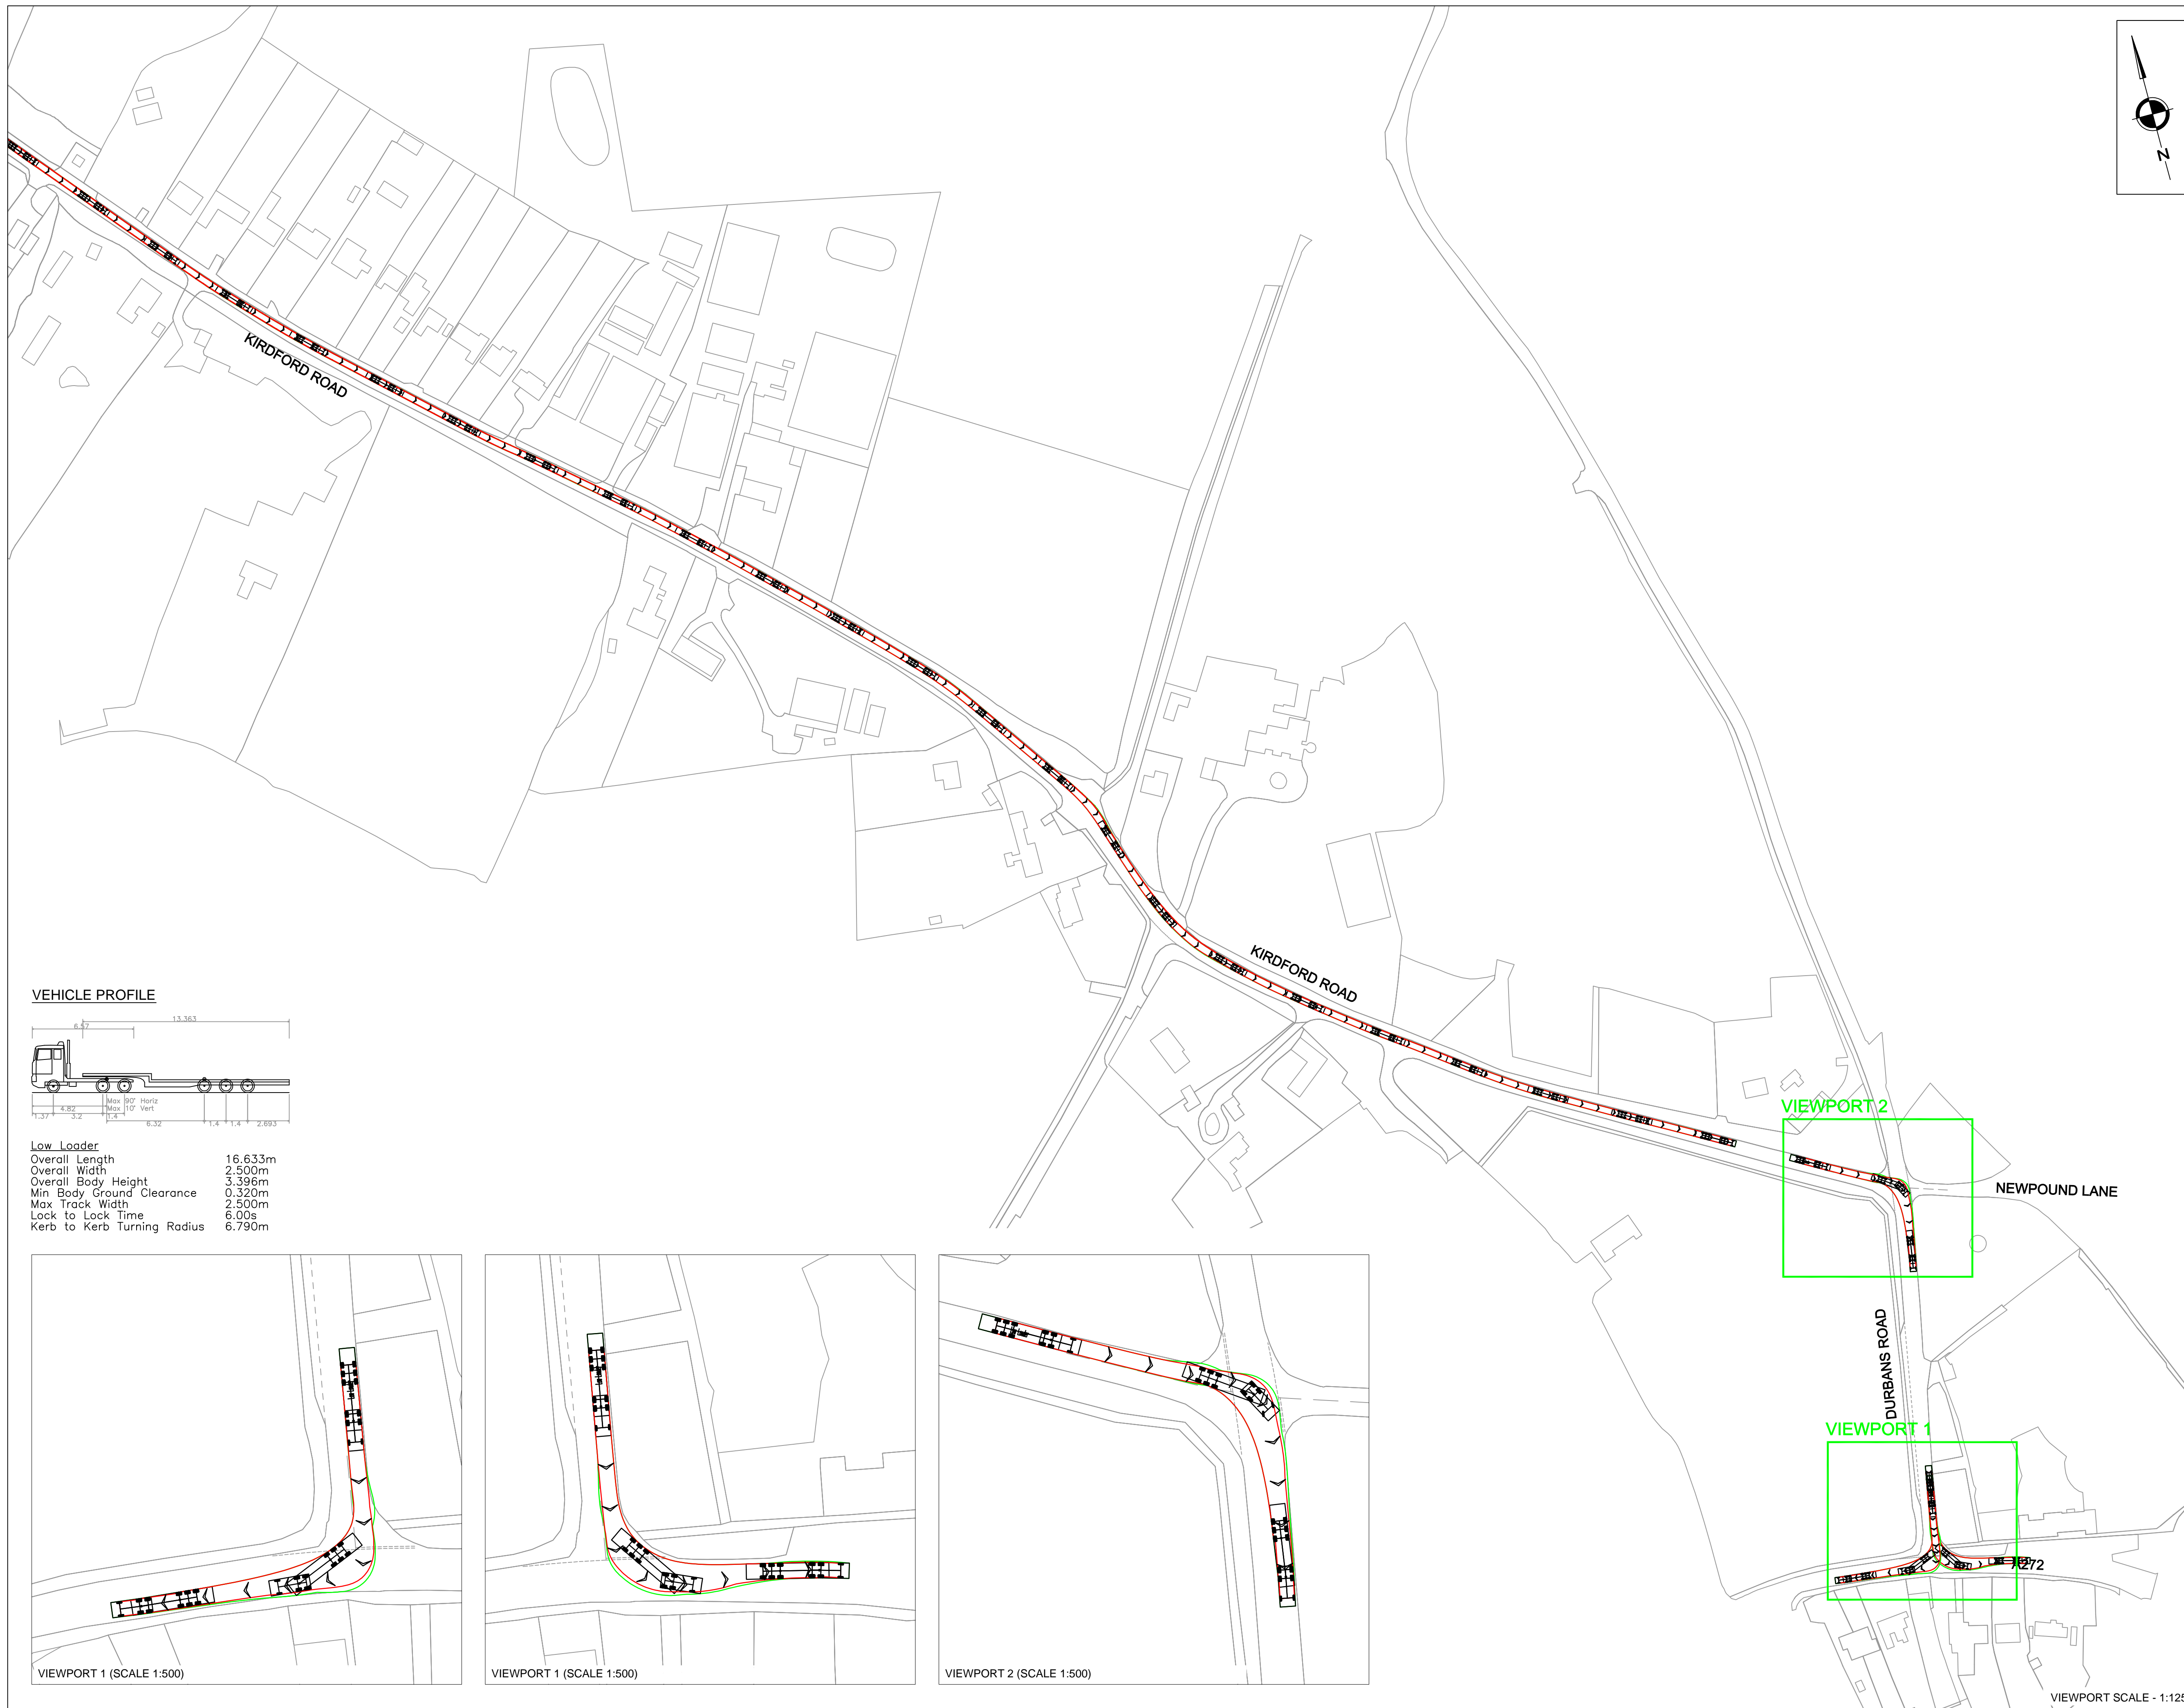 N
KIRDFORD ROAD
KIRDFORD ROAD
VIEWPORT 2
NEWPOUND LANE
DURBANS ROAD
VIEWPORT 1
A272
VEHICLE PROFILE
13.363
6.57
Max 90° Horiz
Max 10° Vert
4.82
1.37
3.2
1.4
6.32
1.4
1.4
2.693
Low Loader
Overall Length 16.633m
Overall Width 2.500m
Overall Body Height 3.396m
Min Body Ground Clearance 0.320m
Max Track Width 2.500m
Lock to Lock Time 6.00s
Kerb to Kerb Turning Radius 6.790m
VIEWPORT 1 (SCALE 1:500)
VIEWPORT 1 (SCALE 1:500)
VIEWPORT 2 (SCALE 1:500)
VIEWPORT SCALE -